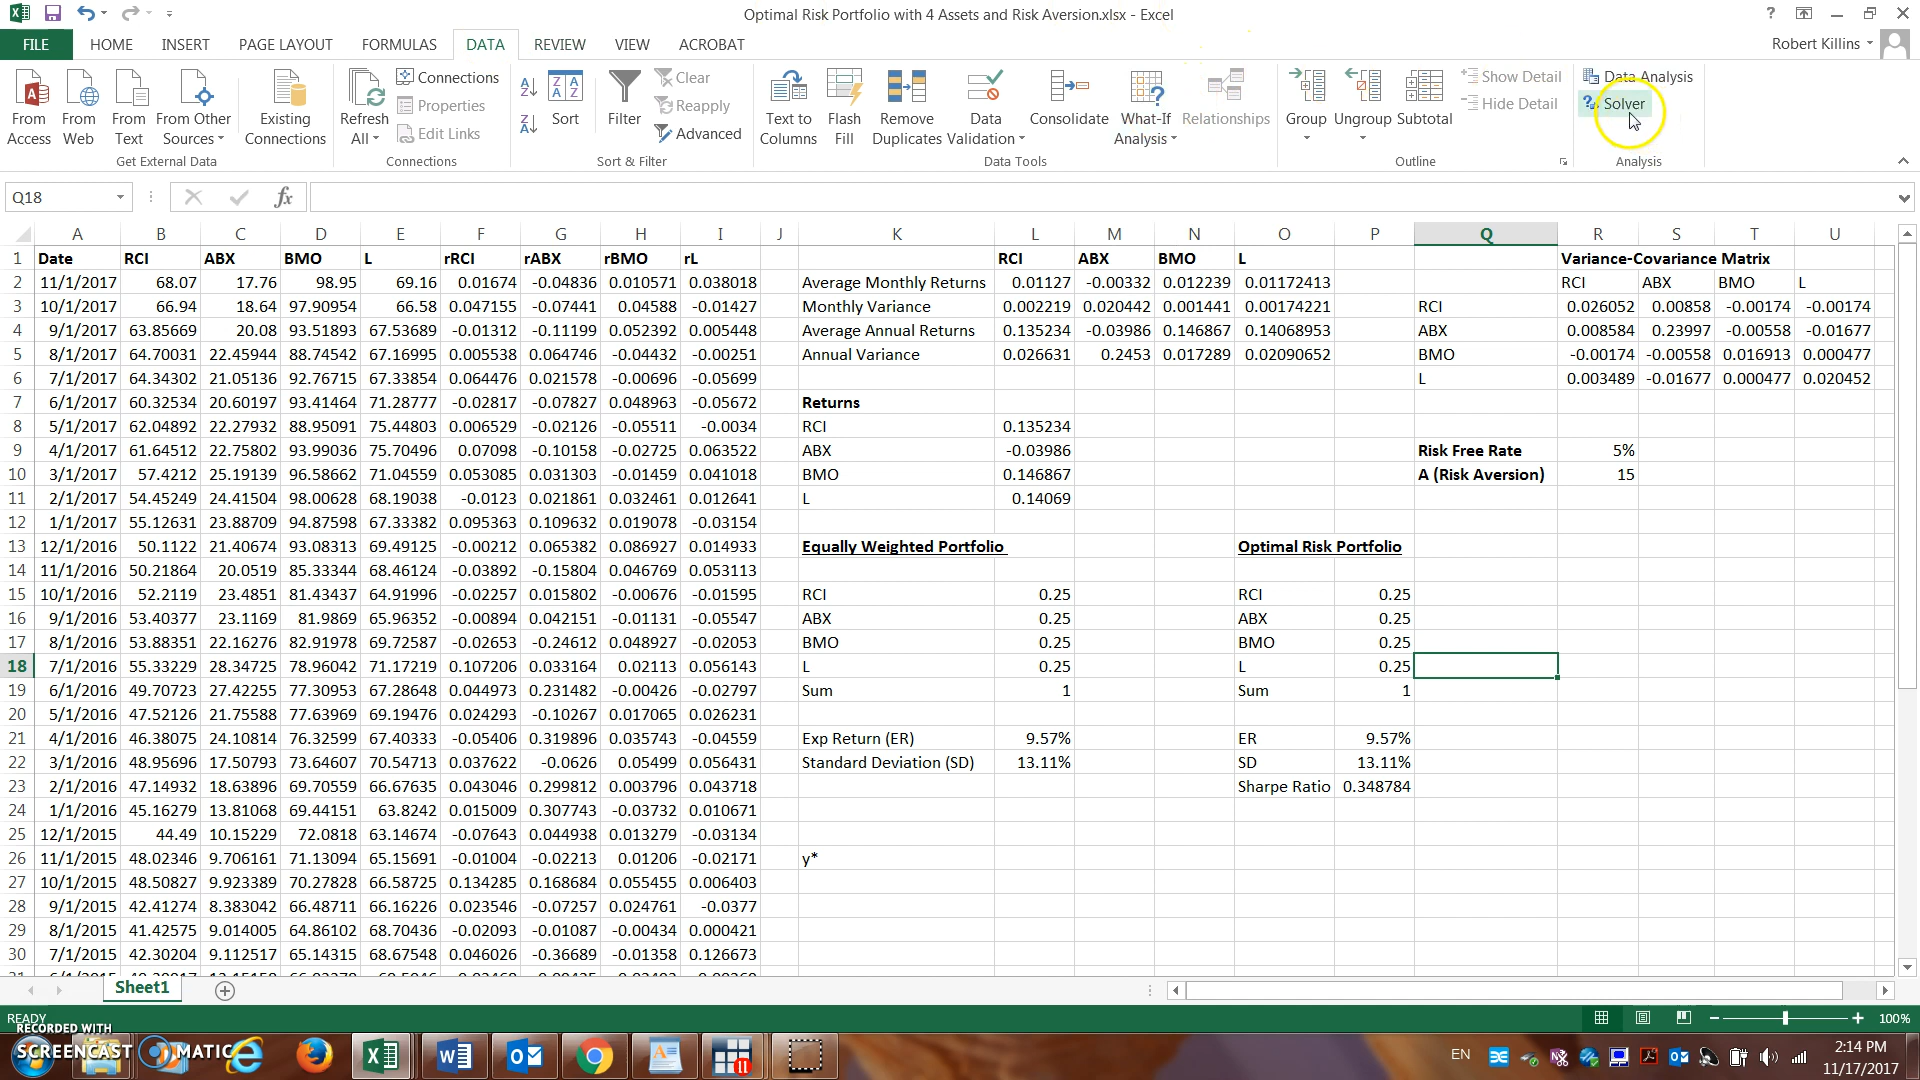 Optimal Risk Portfolio with 4 Assets and Risk Aversion.xlsx - Excel
FILE HOME INSERT PAGE LAYOUT FORMULAS DATA REVIEW VIEW ACROBAT Robert Killins
From Access From Web From Text From Other Sources Existing Connections Refresh All Connections Properties Edit Links Sort Filter Clear Reapply Advanced Text to Columns Flash Fill Remove Duplicates Data Validation Consolidate What-If Analysis Relationships Group Ungroup Subtotal Show Detail Hide Detail Data Analysis Solver
Get External Data Connections Sort & Filter Data Tools Outline Analysis
Q18
A B C D E F G H I J K L M N O P Q R S T U
1 Date RCI ABX BMO L rRCI rABX rBMO rL RCI ABX BMO L Variance-Covariance Matrix
2 11/1/2017 68.07 17.76 98.95 69.16 0.01674 -0.04836 0.010571 0.038018 Average Monthly Returns 0.01127 -0.00332 0.012239 0.01172413 RCI ABX BMO L
3 10/1/2017 66.94 18.64 97.90954 66.58 0.047155 -0.07441 0.04588 -0.01427 Monthly Variance 0.002219 0.020442 0.001441 0.00174221 RCI 0.026052 0.00858 -0.00174 -0.00174
4 9/1/2017 63.85669 20.08 93.51893 67.53689 -0.01312 -0.11199 0.052392 0.005448 Average Annual Returns 0.135234 -0.03986 0.146867 0.14068953 ABX 0.008584 0.23997 -0.00558 -0.01677
5 8/1/2017 64.70031 22.45944 88.74542 67.16995 0.005538 0.064746 -0.04432 -0.00251 Annual Variance 0.026631 0.2453 0.017289 0.02090652 BMO -0.00174 -0.00558 0.016913 0.000477
6 7/1/2017 64.34302 21.05136 92.76715 67.33854 0.064476 0.021578 -0.00696 -0.05699 L 0.003489 -0.01677 0.000477 0.020452
7 6/1/2017 60.32534 20.60197 93.41464 71.28777 -0.02817 -0.07827 0.048963 -0.05672 Returns
8 5/1/2017 62.04892 22.27932 88.95091 75.44803 0.006529 -0.02126 -0.05511 -0.0034 RCI 0.135234
9 4/1/2017 61.64512 22.75802 93.99036 75.70496 0.07098 -0.10158 -0.02725 0.063522 ABX -0.03986 Risk Free Rate 5%
10 3/1/2017 57.4212 25.19139 96.58662 71.04559 0.053085 0.031303 -0.01459 0.041018 BMO 0.146867 A (Risk Aversion) 15
11 2/1/2017 54.45249 24.41504 98.00628 68.19038 -0.0123 0.021861 0.032461 0.012641 L 0.14069
12 1/1/2017 55.12631 23.88709 94.87598 67.33382 0.095363 0.109632 0.019078 -0.03154
13 12/1/2016 50.1122 21.40674 93.08313 69.49125 -0.00212 0.065382 0.086927 0.014933 Equally Weighted Portfolio Optimal Risk Portfolio
14 11/1/2016 50.21864 20.0519 85.33344 68.46124 -0.03892 -0.15804 0.046769 0.053113
15 10/1/2016 52.2119 23.4851 81.43437 64.91996 -0.02257 0.015802 -0.00676 -0.01595 RCI 0.25 RCI 0.25
16 9/1/2016 53.40377 23.1169 81.9869 65.96352 -0.00894 0.042151 -0.01131 -0.05547 ABX 0.25 ABX 0.25
17 8/1/2016 53.88351 22.16276 82.91978 69.72587 -0.02653 -0.24612 0.048927 -0.02053 BMO 0.25 BMO 0.25
18 7/1/2016 55.33229 28.34725 78.96042 71.17219 0.107206 0.033164 0.02113 0.056143 L 0.25 L 0.25
19 6/1/2016 49.70723 27.42255 77.30953 67.28648 0.044973 0.231482 -0.00426 -0.02797 Sum 1 Sum 1
20 5/1/2016 47.52126 21.75588 77.63969 69.19476 0.024293 -0.10267 0.017065 0.026231
21 4/1/2016 46.38075 24.10814 76.32599 67.40333 -0.05406 0.319896 0.035743 -0.04559 Exp Return (ER) 9.57% ER 9.57%
22 3/1/2016 48.95696 17.50793 73.64607 70.54713 0.037622 -0.0626 0.05499 0.056431 Standard Deviation (SD) 13.11% SD 13.11%
23 2/1/2016 47.14932 18.63896 69.70559 66.67635 0.043046 0.299812 0.003796 0.043718 Sharpe Ratio 0.348784
24 1/1/2016 45.16279 13.81068 69.44151 63.8242 0.015009 0.307743 -0.03732 0.010671
25 12/1/2015 44.49 10.15229 72.0818 63.14674 -0.07643 0.044938 0.013279 -0.03134
26 11/1/2015 48.02346 9.706161 71.13094 65.15691 -0.01004 -0.02213 0.01206 -0.02171 y*
27 10/1/2015 48.50827 9.923389 70.27828 66.58725 0.134285 0.168684 0.055455 0.006403
28 9/1/2015 42.41274 8.383042 66.48711 66.16226 0.023546 -0.07257 0.024761 -0.0377
29 8/1/2015 41.42575 9.014005 64.86102 68.70436 -0.02093 -0.01087 -0.00434 0.000421
30 7/1/2015 42.30204 9.112517 65.14315 68.67548 0.046026 -0.36689 -0.01358 0.126673
Sheet1
READY 100%
RECORDED WITH
SCREENCAST MATIC
EN 2:14 PM
11/17/2017